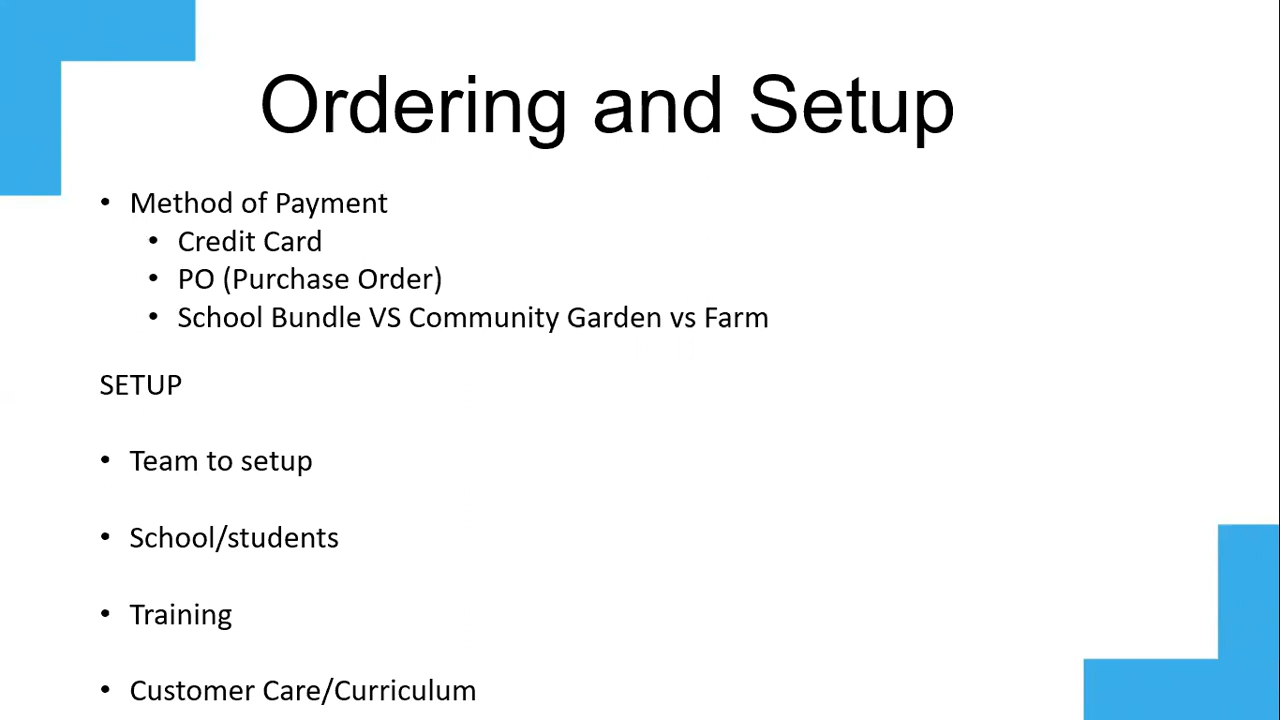 Ordering and Setup
• Method of Payment
• Credit Card
• PO (Purchase Order)
• School Bundle VS Community Garden vs Farm
SETUP
• Team to setup
• School/students
• Training
• Customer Care/Curriculum